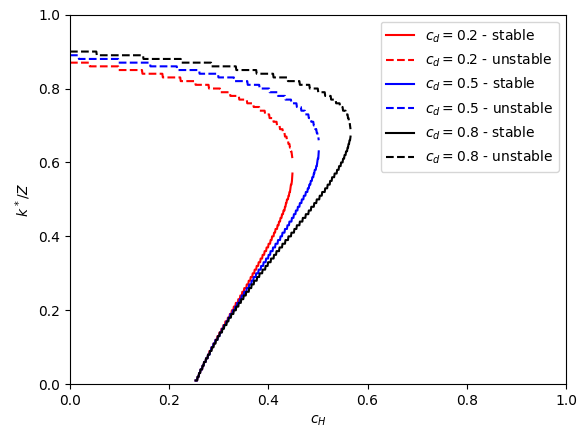 1.0
0.8
0.6
0.4
0.2
0.0
k*/Z
0.0 0.2 0.4 0.6 0.8 1.0
c_H
c_d = 0.2 - stable
c_d = 0.2 - unstable
c_d = 0.5 - stable
c_d = 0.5 - unstable
c_d = 0.8 - stable
c_d = 0.8 - unstable